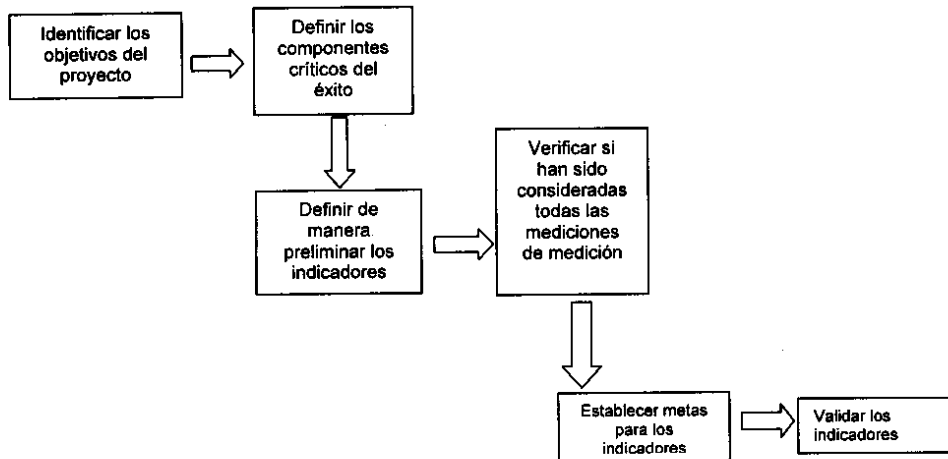 Identificar los
objetivos del
proyecto
Definir los
componentes
críticos del
éxito
Definir de
manera
preliminar los
indicadores
Verificar si
han sido
consideradas
todas las
mediciones
de medición
Establecer metas
para los
indicadores
Validar los
indicadores